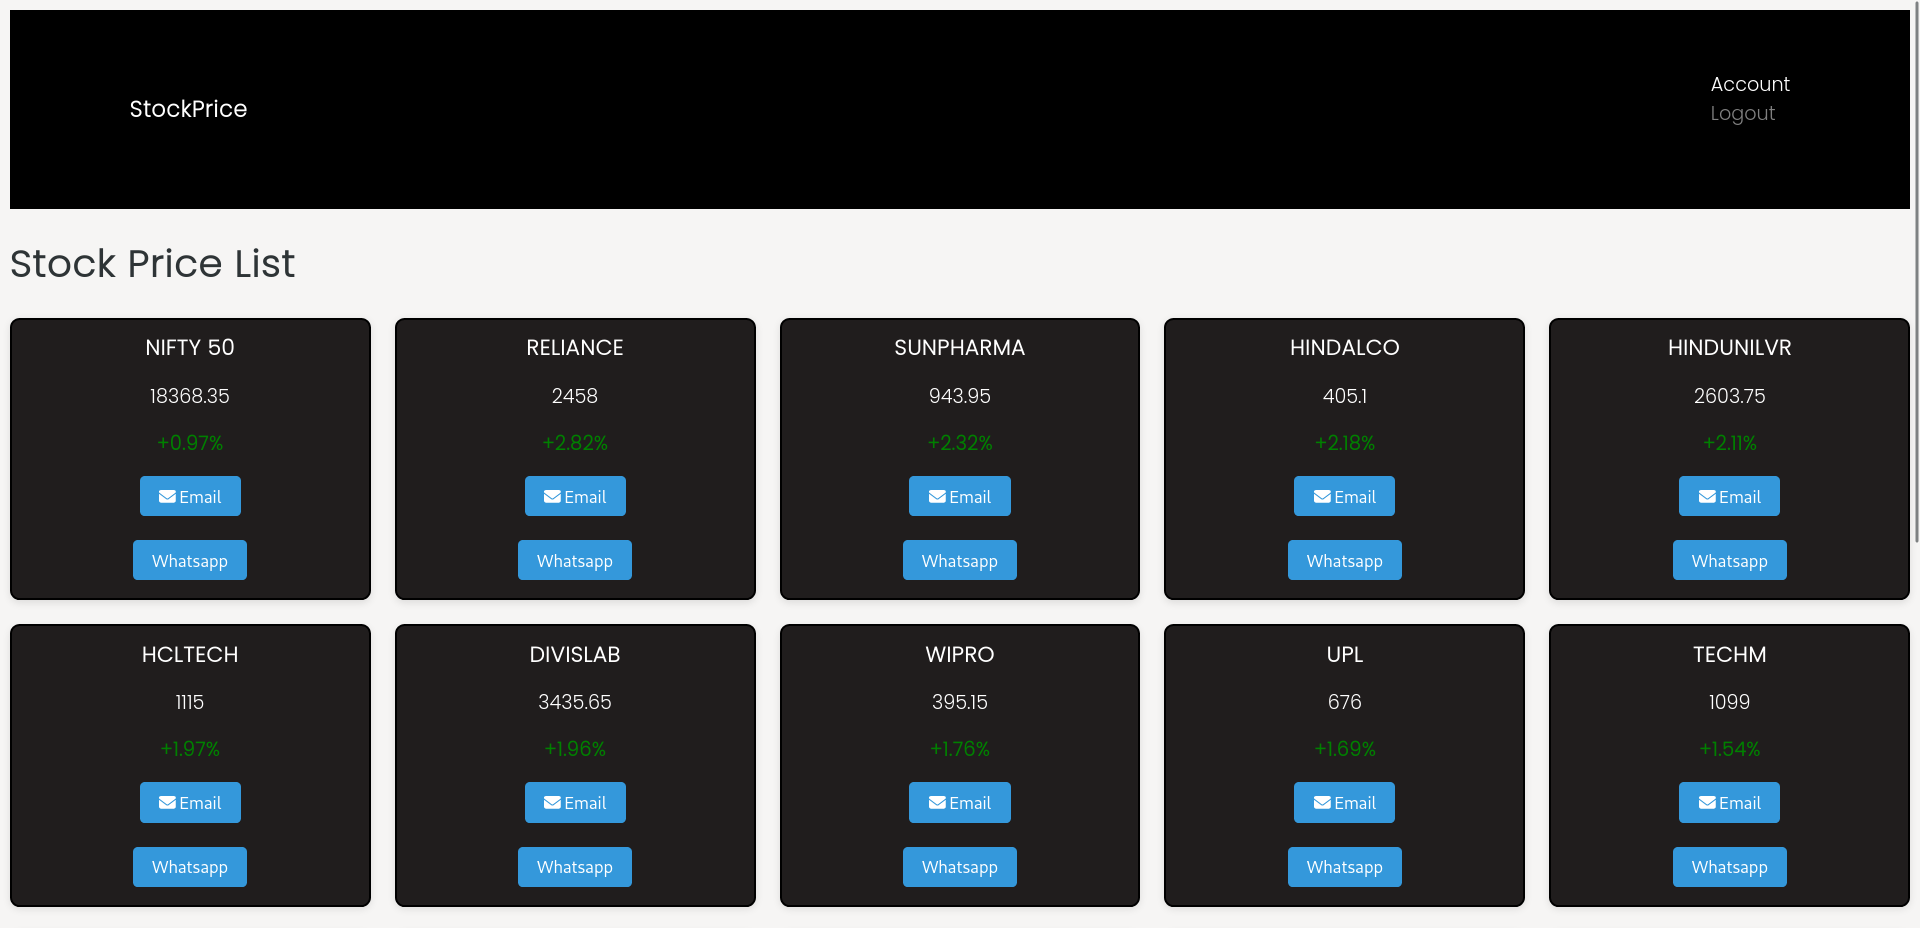 StockPrice
Account
Logout
Stock Price List
NIFTY 50
18368.35
+0.97%
Email
Whatsapp
RELIANCE
2458
+2.82%
Email
Whatsapp
SUNPHARMA
943.95
+2.32%
Email
Whatsapp
HINDALCO
405.1
+2.18%
Email
Whatsapp
HINDUNILVR
2603.75
+2.11%
Email
Whatsapp
HCLTECH
1115
+1.97%
Email
Whatsapp
DIVISLAB
3435.65
+1.96%
Email
Whatsapp
WIPRO
395.15
+1.76%
Email
Whatsapp
UPL
676
+1.69%
Email
Whatsapp
TECHM
1099
+1.54%
Email
Whatsapp